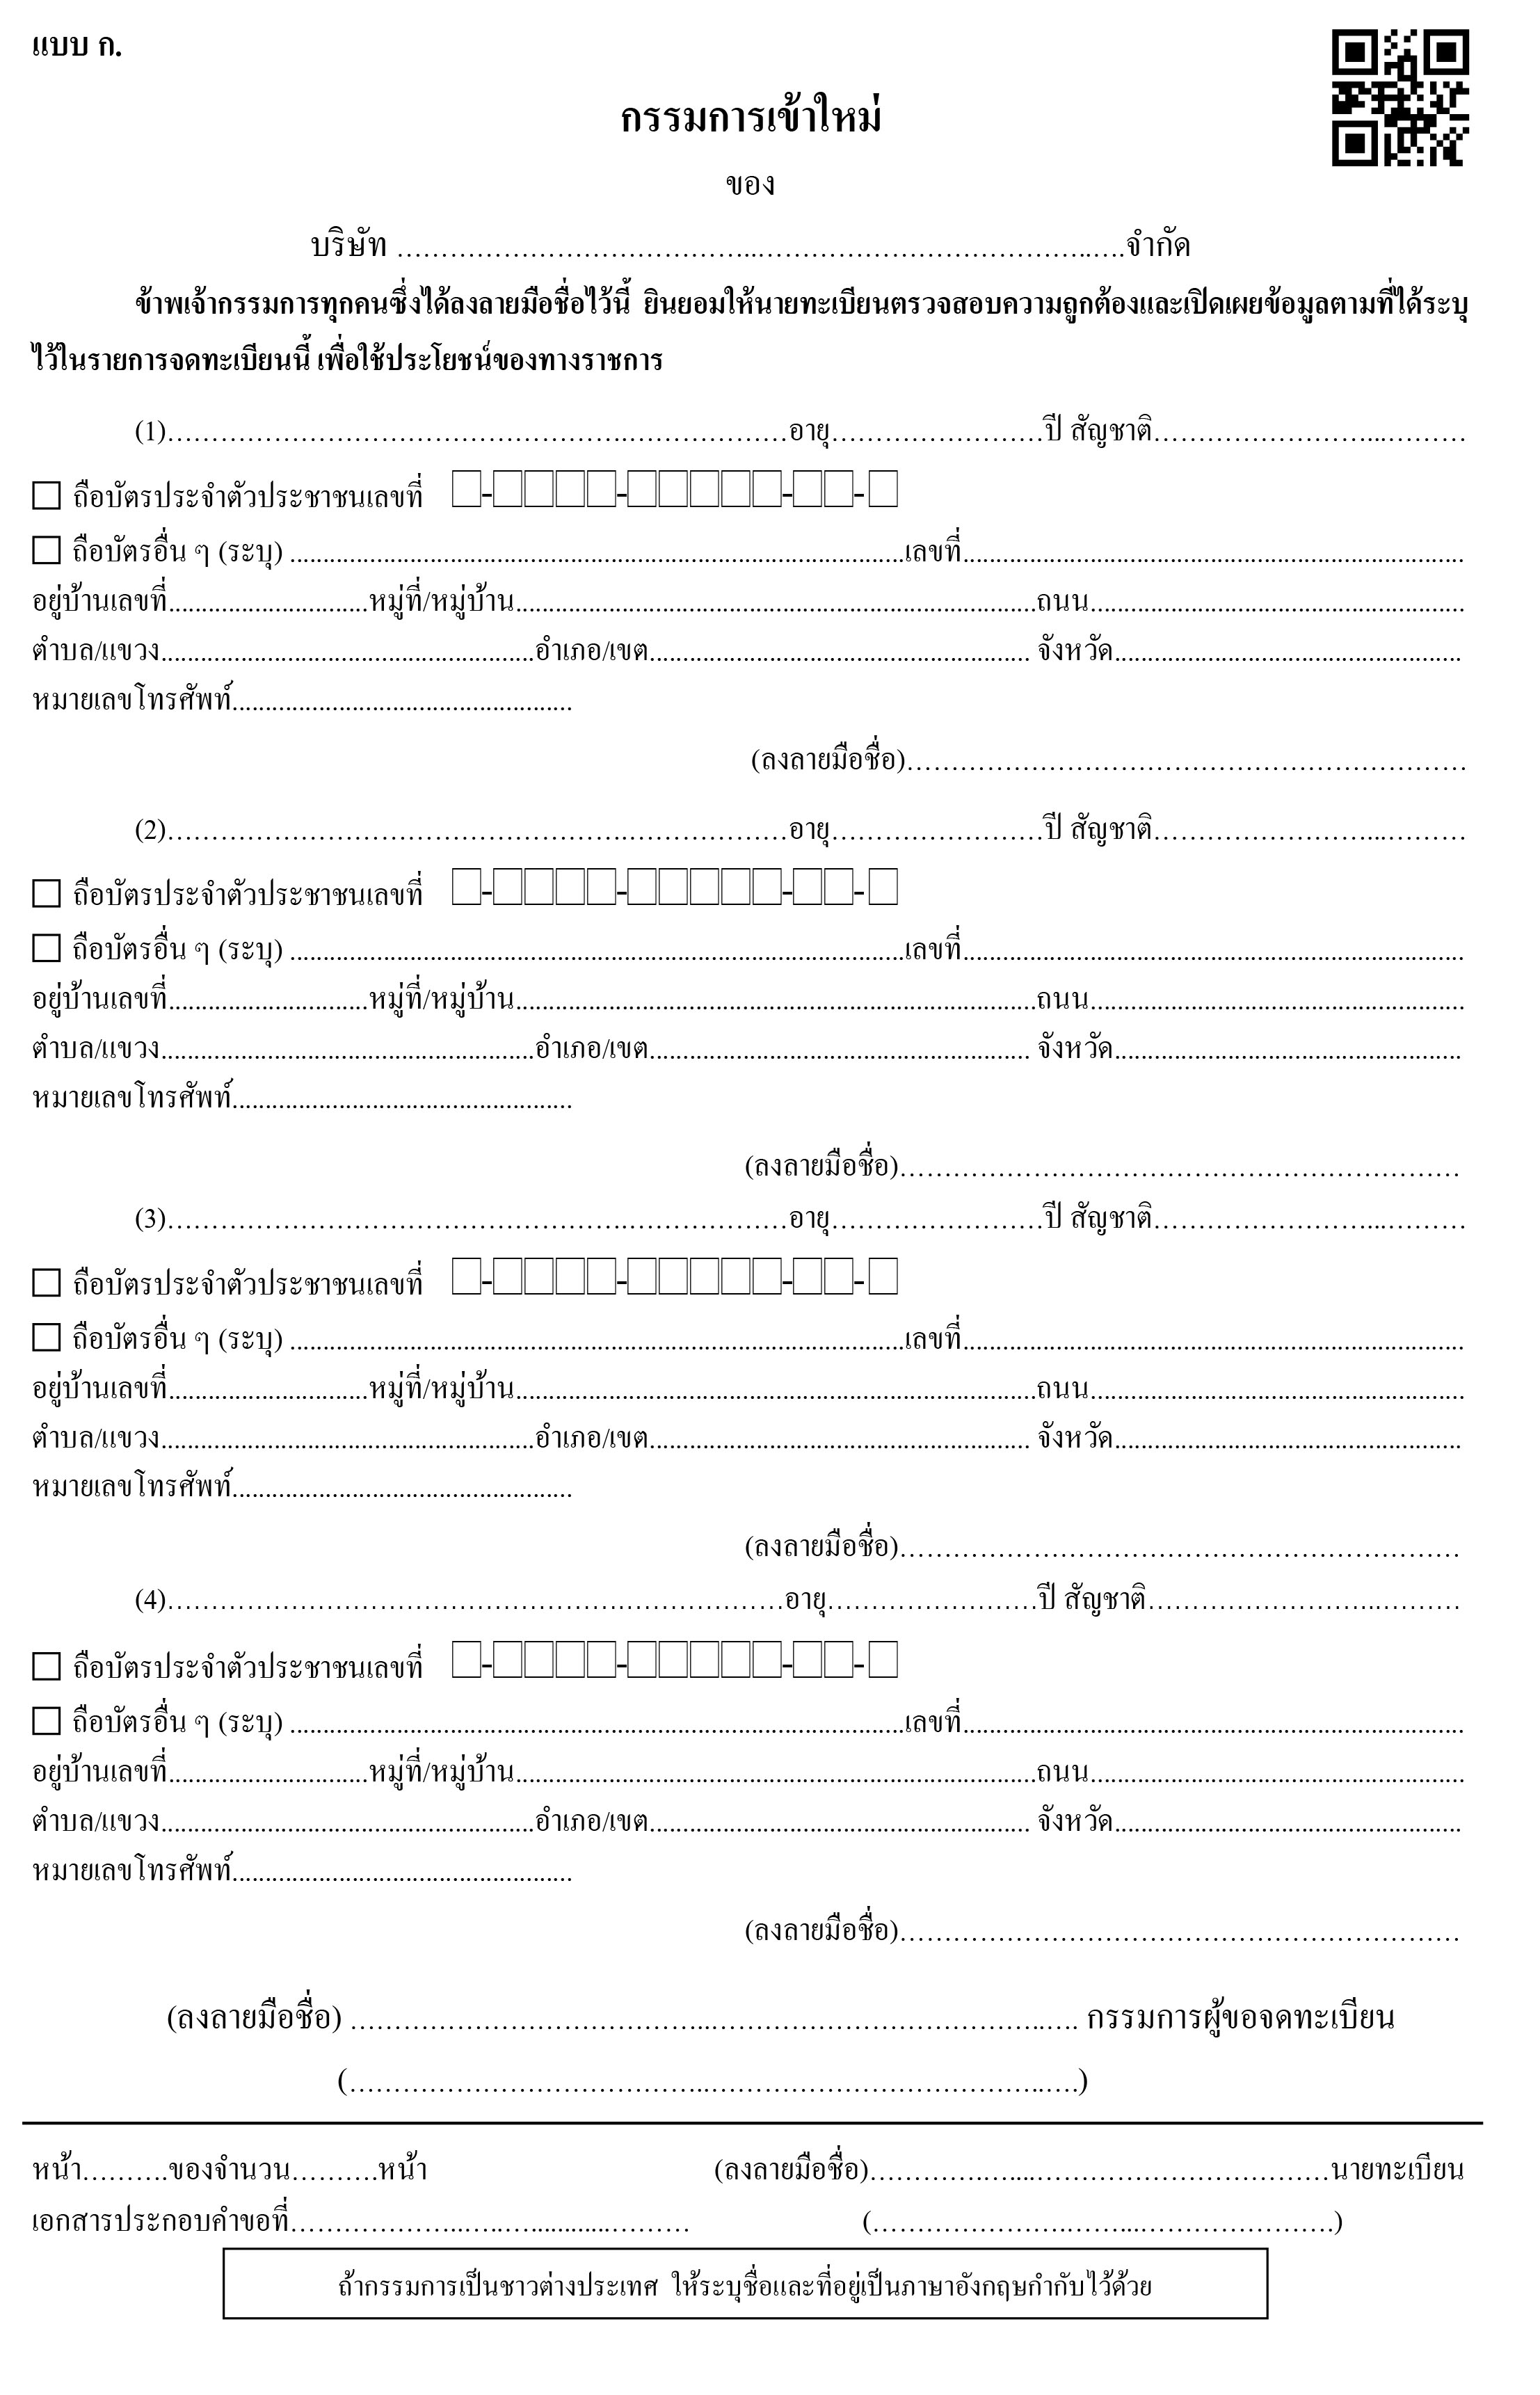 แบบ ก.
กรรมการเข้าใหม่
ของ
บริษัท …………………………………..…………………………………..….จำกัด
ข้าพเจ้ากรรมการทุกคนซึ่งได้ลงลายมือชื่อไว้นี้ ยินยอมให้นายทะเบียนตรวจสอบความถูกต้องและเปิดเผยข้อมูลตามที่ได้ระบุ
ไว้ในรายการจดทะเบียนนี้ เพื่อใช้ประโยชน์ของทางราชการ
(1)…………………………………………….………………อายุ……………………ปี สัญชาติ……………………...………
☐ ถือบัตรประจำตัวประชาชนเลขที่ ☐-☐☐☐☐-☐☐☐☐☐-☐☐-☐
☐ ถือบัตรอื่น ๆ (ระบุ) ..........................................................เลขที่..................................................
อยู่บ้านเลขที่..............................หมู่ที่/หมู่บ้าน..................................................ถนน........................................
ตำบล/แขวง........................................อำเภอ/เขต........................................ จังหวัด........................................
หมายเลขโทรศัพท์..................................................
(ลงลายมือชื่อ)………………………………………………………
(2)…………………………………………….………………อายุ……………………ปี สัญชาติ……………………...………
☐ ถือบัตรประจำตัวประชาชนเลขที่ ☐-☐☐☐☐-☐☐☐☐☐-☐☐-☐
☐ ถือบัตรอื่น ๆ (ระบุ) ..........................................................เลขที่..................................................
อยู่บ้านเลขที่..............................หมู่ที่/หมู่บ้าน..................................................ถนน........................................
ตำบล/แขวง........................................อำเภอ/เขต........................................ จังหวัด........................................
หมายเลขโทรศัพท์..................................................
(ลงลายมือชื่อ)………………………………………………………
(3)…………………………………………….………………อายุ……………………ปี สัญชาติ……………………...………
☐ ถือบัตรประจำตัวประชาชนเลขที่ ☐-☐☐☐☐-☐☐☐☐☐-☐☐-☐
☐ ถือบัตรอื่น ๆ (ระบุ) ..........................................................เลขที่..................................................
อยู่บ้านเลขที่..............................หมู่ที่/หมู่บ้าน..................................................ถนน........................................
ตำบล/แขวง........................................อำเภอ/เขต........................................ จังหวัด........................................
หมายเลขโทรศัพท์..................................................
(ลงลายมือชื่อ)………………………………………………………
(4)……………………………………………………………อายุ……………………ปี สัญชาติ……………………….………
☐ ถือบัตรประจำตัวประชาชนเลขที่ ☐-☐☐☐☐-☐☐☐☐☐-☐☐-☐
☐ ถือบัตรอื่น ๆ (ระบุ) ..........................................................เลขที่..................................................
อยู่บ้านเลขที่..............................หมู่ที่/หมู่บ้าน..................................................ถนน........................................
ตำบล/แขวง........................................อำเภอ/เขต........................................ จังหวัด........................................
หมายเลขโทรศัพท์..................................................
(ลงลายมือชื่อ)………………………………………………………
(ลงลายมือชื่อ) …………………………………..………………………………..…. กรรมการผู้ขอจดทะเบียน
(…………………………………..………………………………..….)
หน้า……….ของจำนวน……….หน้า (ลงลายมือชื่อ)………….…...……………………………นายทะเบียน
เอกสารประกอบคำขอที่………………..….…............……… (………………….……...………………….)
ถ้ากรรมการเป็นชาวต่างประเทศ ให้ระบุชื่อและที่อยู่เป็นภาษาอังกฤษกำกับไว้ด้วย